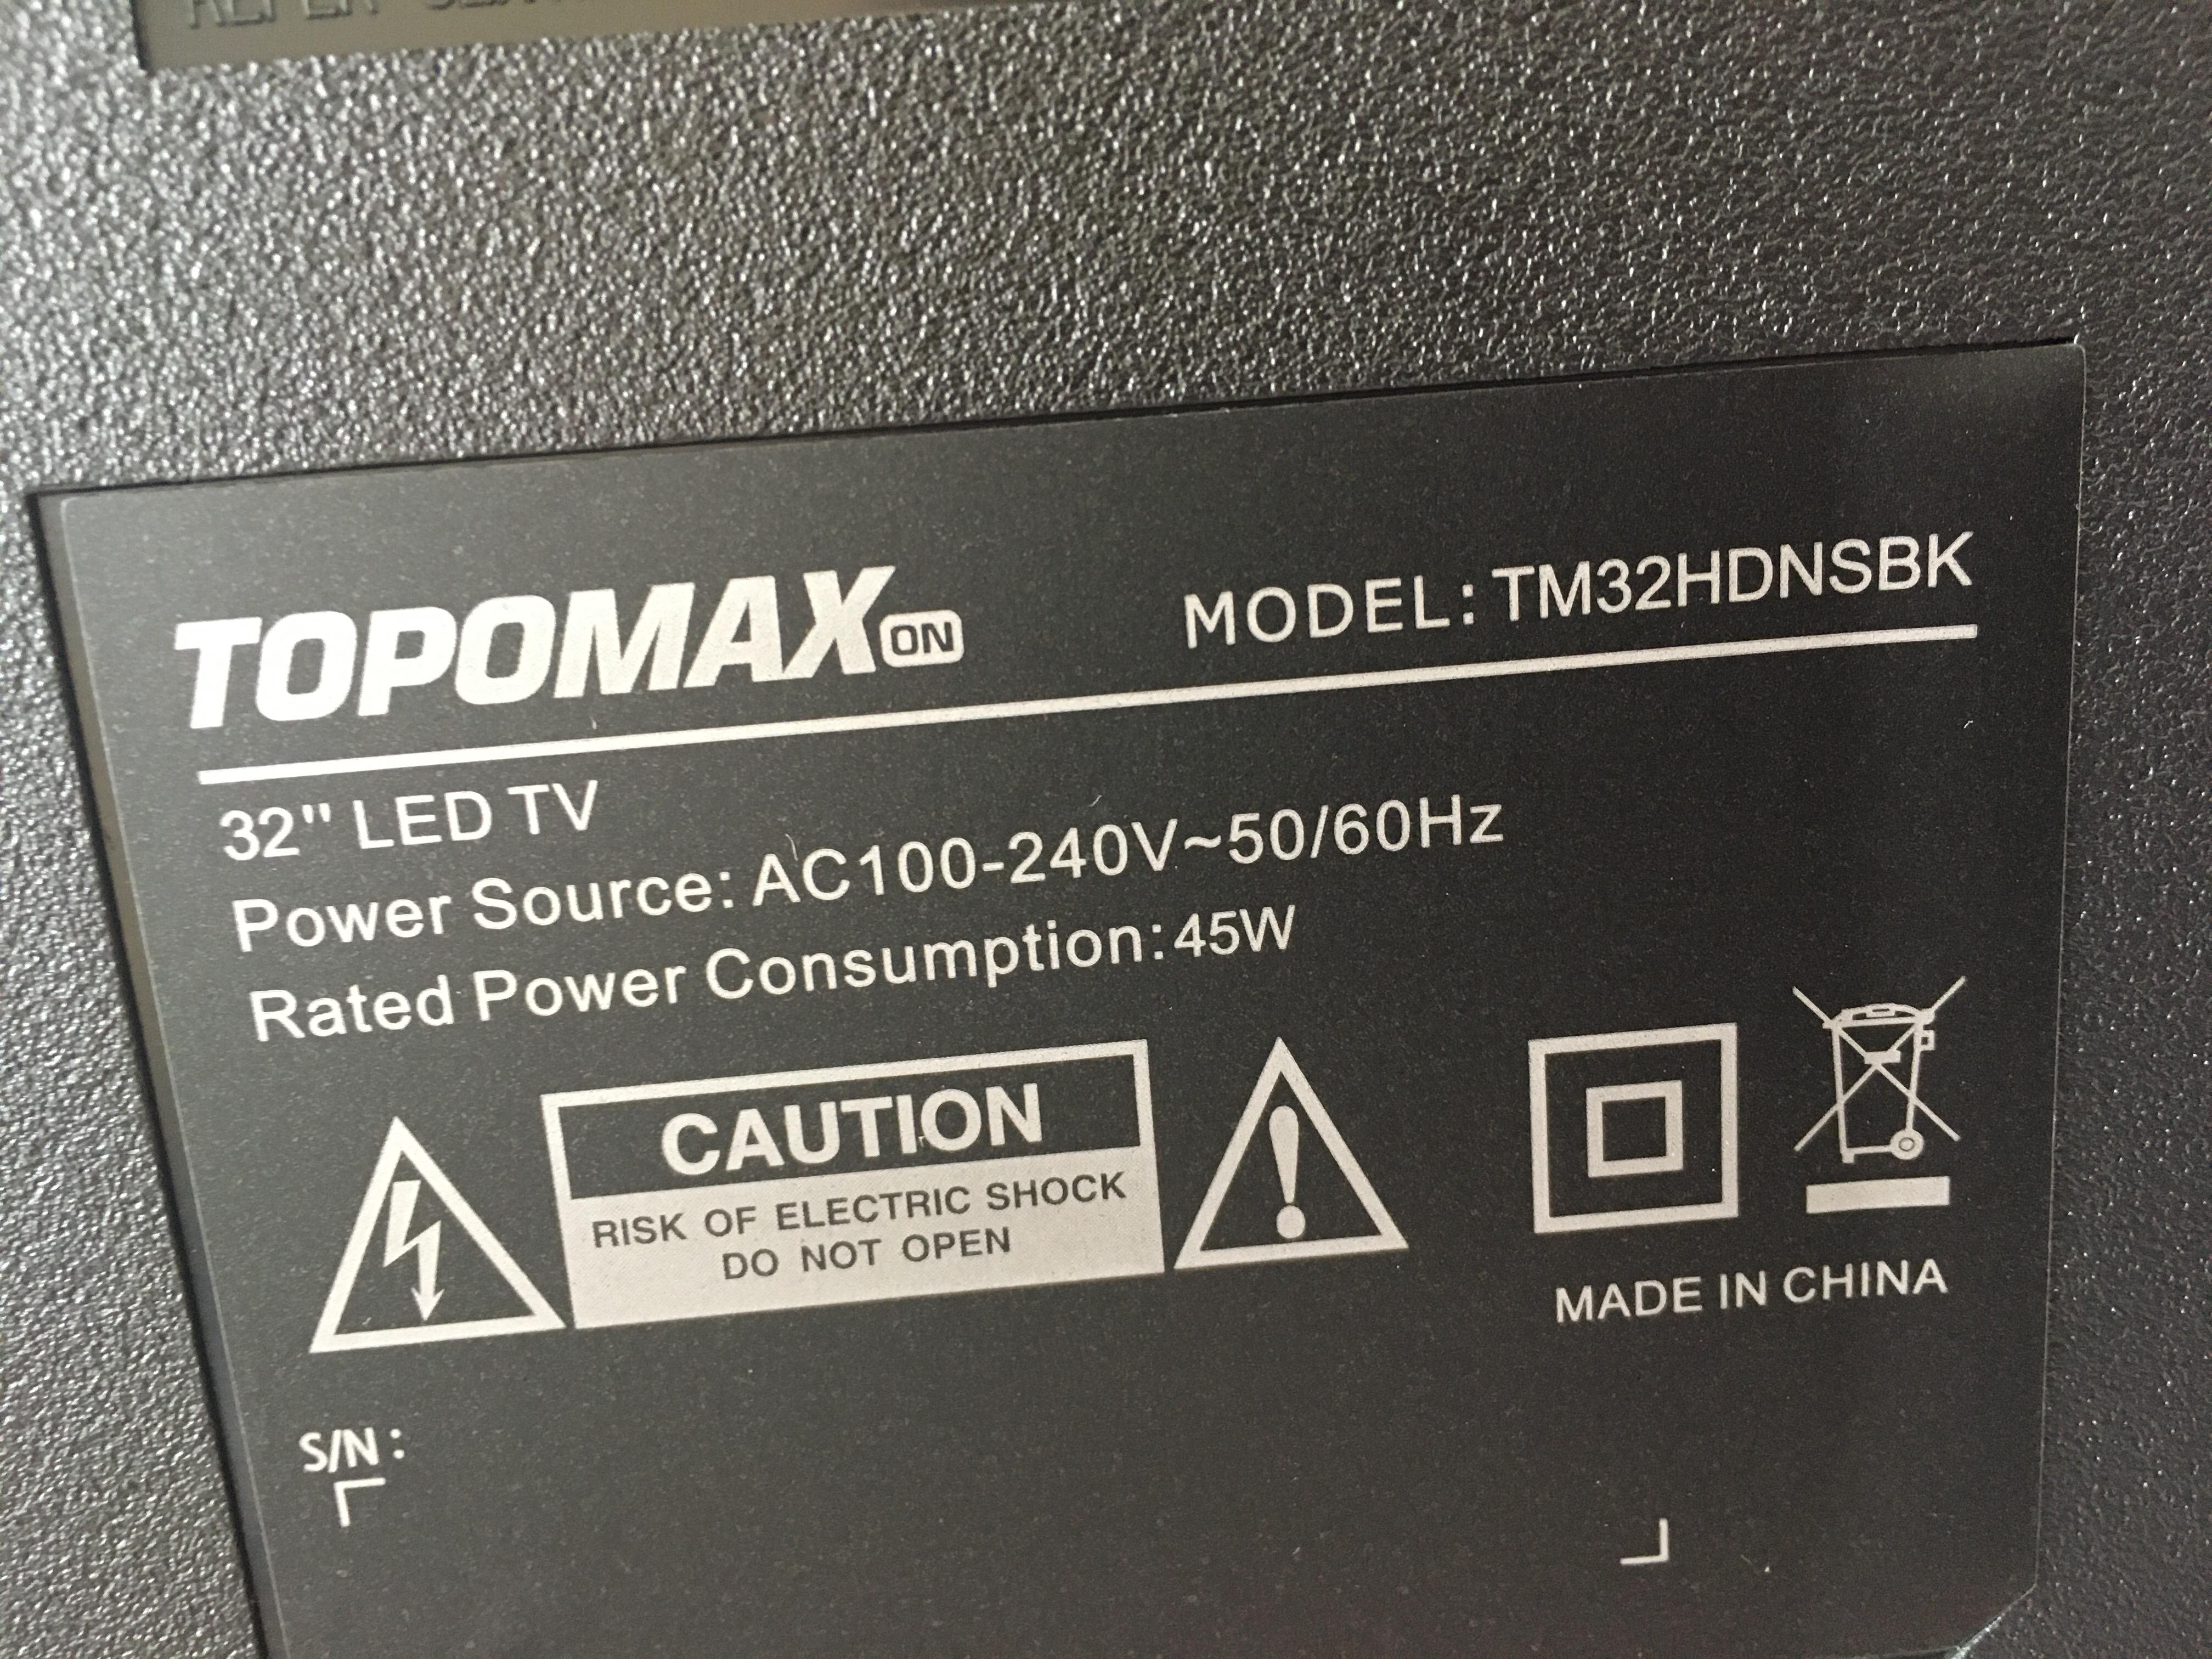 TOPOMAX ON
MODEL: TM32HDNSBK
32" LED TV
Power Source: AC100-240V~50/60Hz
Rated Power Consumption: 45W
CAUTION
RISK OF ELECTRIC SHOCK
DO NOT OPEN
MADE IN CHINA
S/N: